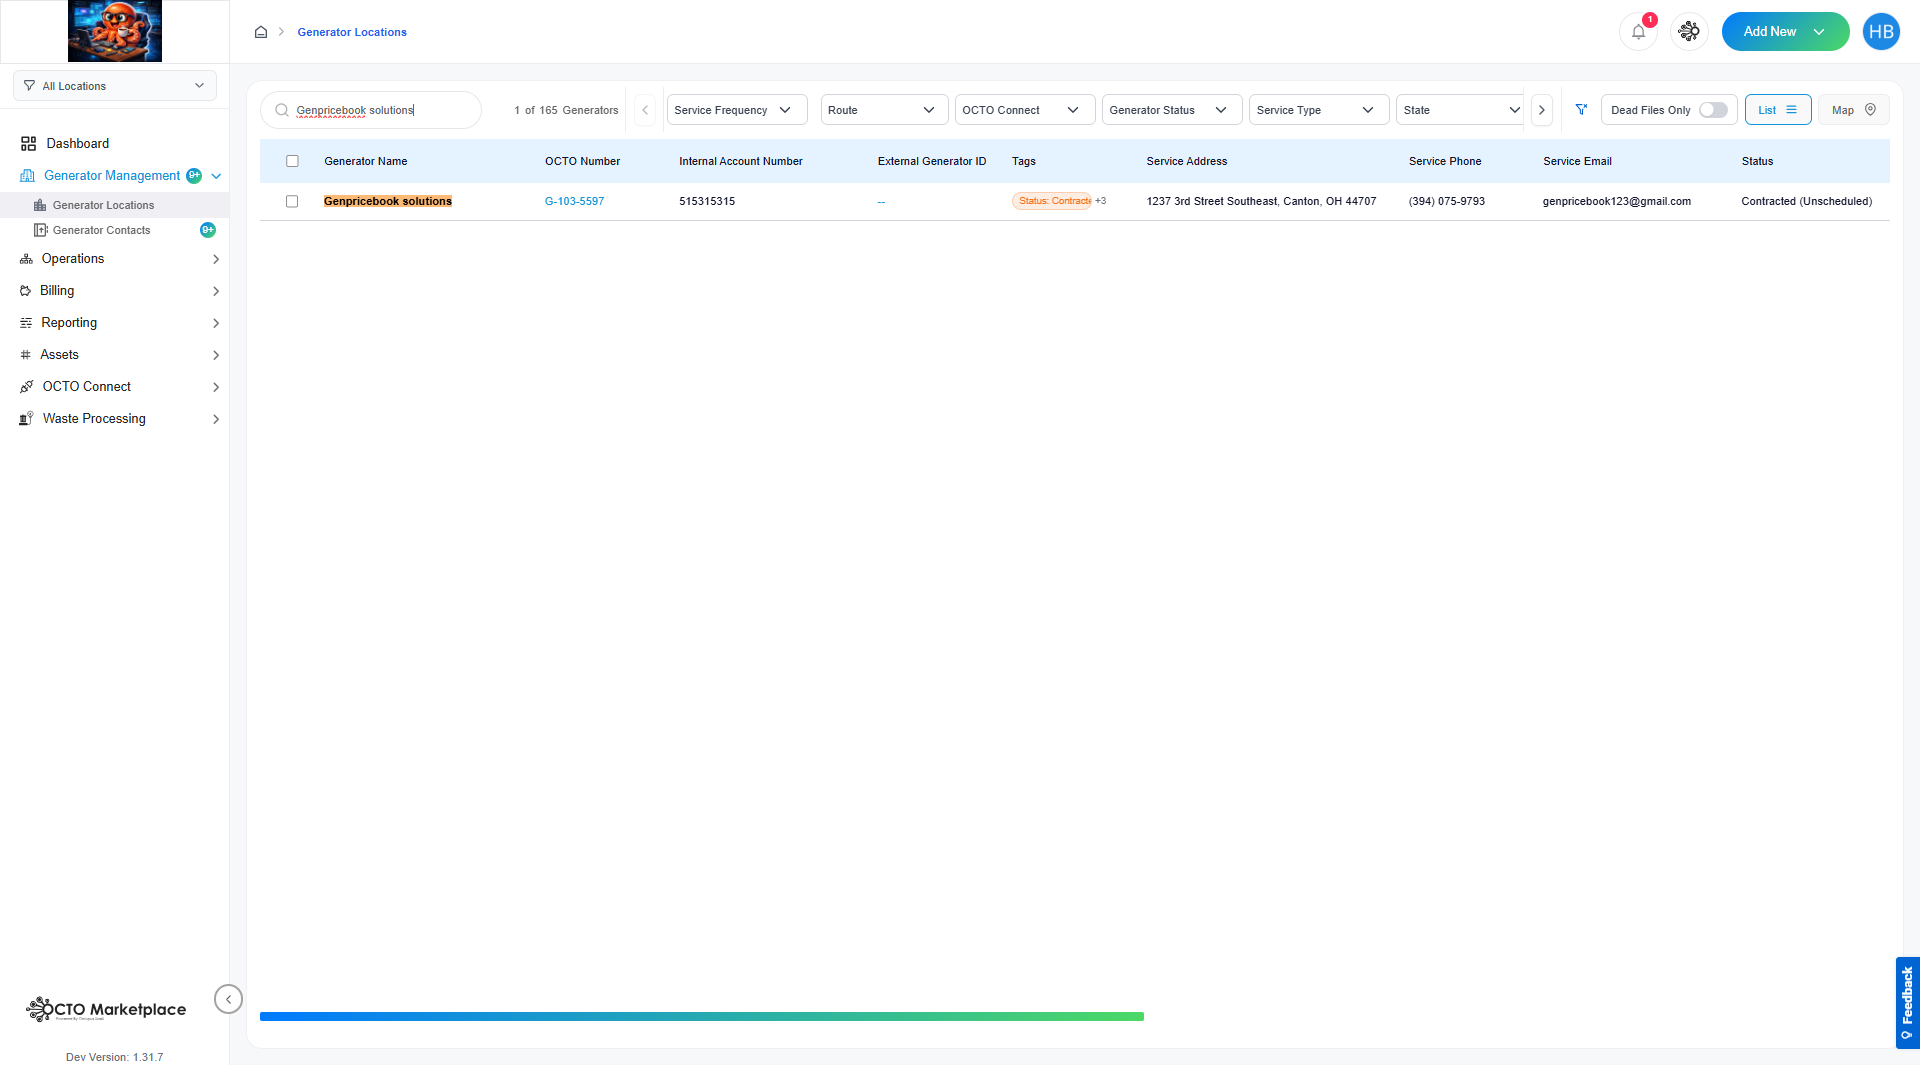 Generator Locations
1
Add New
HB
All Locations
Genpricebook solutions
1 of 165 Generators
Service Frequency
Route
OCTO Connect
Generator Status
Service Type
State
Dead Files Only
List
Map
Dashboard
Generator Management 9+
Generator Locations
Generator Contacts 9+
Operations
Billing
Reporting
Assets
OCTO Connect
Waste Processing
Generator Name OCTO Number Internal Account Number External Generator ID Tags Service Address Service Phone Service Email Status
Genpricebook solutions G-103-5597 515315315 -- Status: Contracte +3 1237 3rd Street Southeast, Canton, OH 44707 (394) 075-9793 genpricebook123@gmail.com Contracted (Unscheduled)
OCTO Marketplace
Dev Version: 1.31.7
Feedback